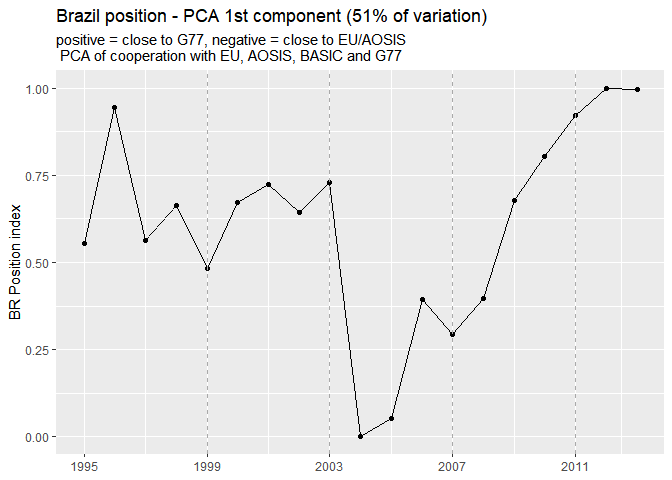 Brazil position - PCA 1st component (51% of variation)
positive = close to G77, negative = close to EU/AOSIS
PCA of cooperation with EU, AOSIS, BASIC and G77
BR Position index
1.00
0.75
0.50
0.25
0.00
1995
1999
2003
2007
2011